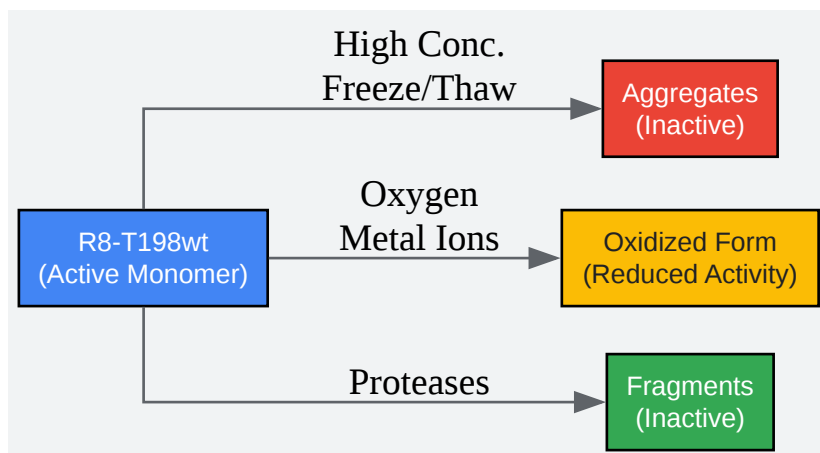 High Conc.
Freeze/Thaw
Aggregates
(Inactive)
R8-T198wt
(Active Monomer)
Oxygen
Metal Ions
Oxidized Form
(Reduced Activity)
Proteases
Fragments
(Inactive)